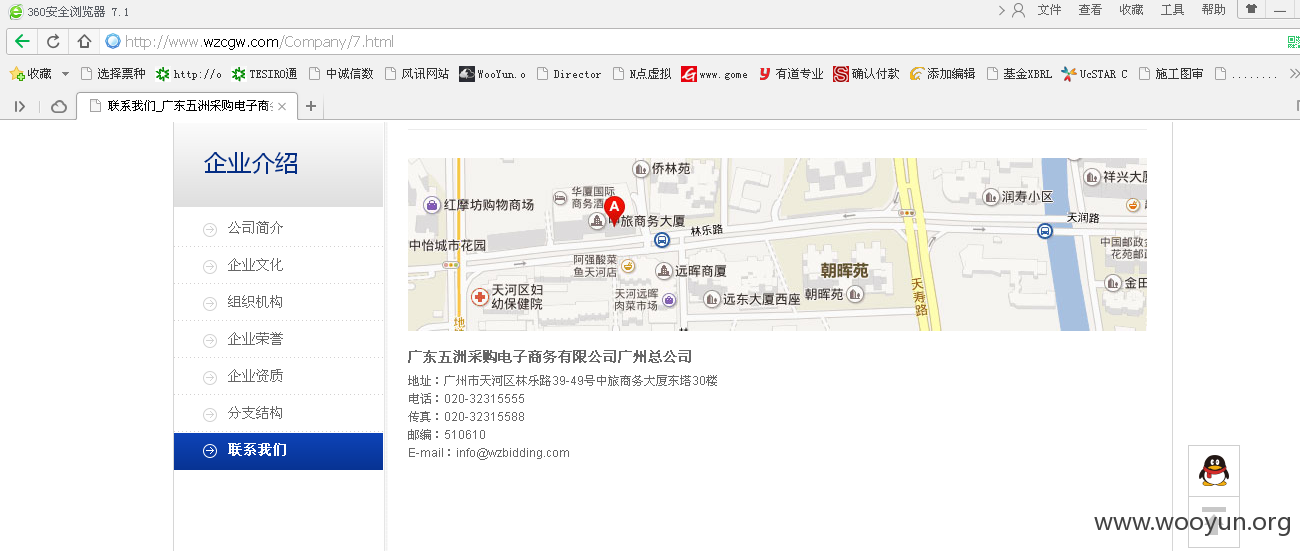 360安全浏览器 7.1
文件 查看 收藏 工具 帮助
http://www.wzcgw.com/Company/7.html
收藏 选择票种 http://o TESIRO通 中诚信数 风讯网站 WooYun.o Director N点虚拟 www.gome 有道专业 确认付款 添加编辑 基金XBRL UcSTAR C 施工图审 ........
联系我们_广东五洲采购电子商务
企业介绍
公司简介
企业文化
组织机构
企业荣誉
企业资质
分支结构
联系我们
侨林苑
祥兴大厦
华厦国际
商务酒
红摩坊购物商场
A
中旅商务大厦
润寿小区
林乐路
天润路
中怡城市花园
中国邮政
花苑邮政
阿强酸菜
鱼天河店
远晖商厦
朝晖苑
天河区妇
幼保健院
天河远晖
肉菜市场
远东大厦西座
朝晖苑
天寿路
金田
地
林
广东五洲采购电子商务有限公司广州总公司
地址：广州市天河区林乐路39-49号中旅商务大厦东塔30楼
电话：020-32315555
传真：020-32315588
邮编：510610
E-mail：info@wzbidding.com
www.wooyun.org